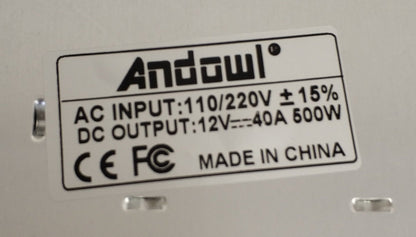 Andowl®
AC INPUT:110/220V ± 15%
DC OUTPUT:12V⎓40A 500W
CE FC MADE IN CHINA